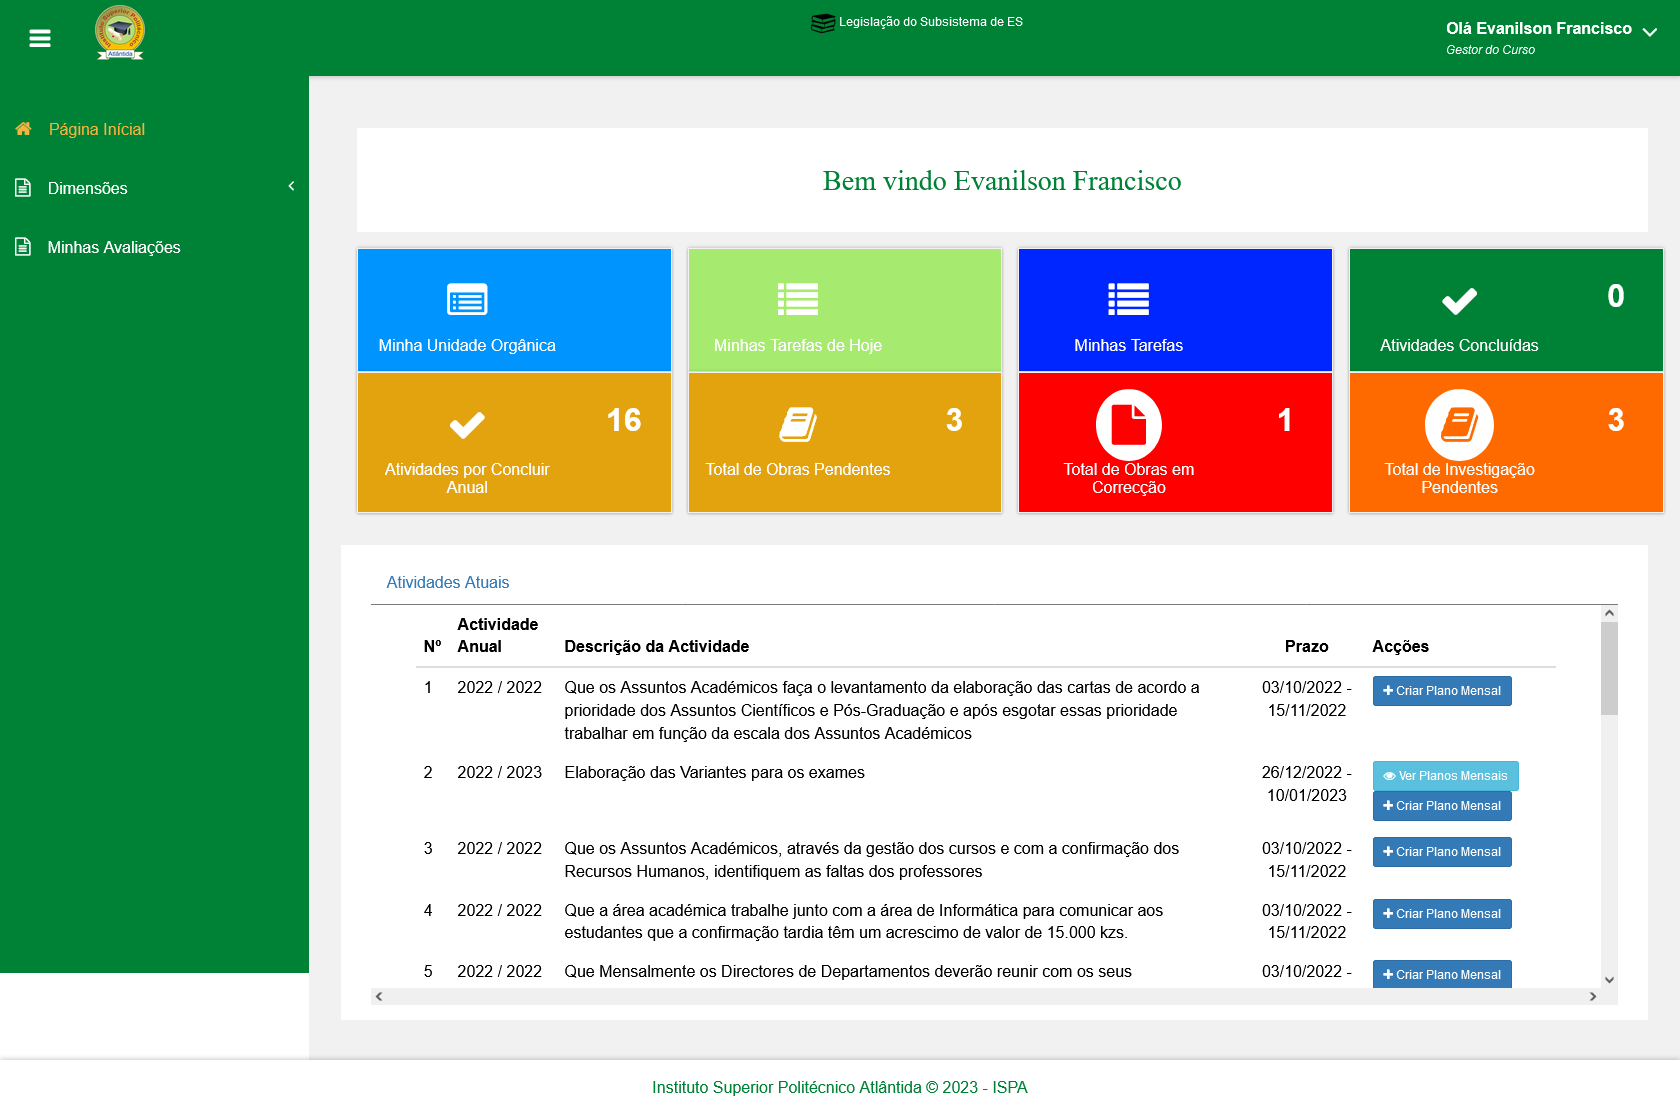 Legislação do Subsistema de ES
Olá Evanilson Francisco
Gestor do Curso
Atlântida
Página Inícial
Dimensões
Minhas Avaliações
Bem vindo Evanilson Francisco
Minha Unidade Orgânica
Minhas Tarefas de Hoje
Minhas Tarefas
0
Atividades Concluídas
16
Atividades por Concluir
Anual
3
Total de Obras Pendentes
1
Total de Obras em
Correcção
3
Total de Investigação
Pendentes
Atividades Atuais
Nº Actividade Anual Descrição da Actividade Prazo Acções
1 2022 / 2022 Que os Assuntos Académicos faça o levantamento da elaboração das cartas de acordo a 03/10/2022 - Criar Plano Mensal
prioridade dos Assuntos Científicos e Pós-Graduação e após esgotar essas prioridade 15/11/2022
trabalhar em função da escala dos Assuntos Académicos
2 2022 / 2023 Elaboração das Variantes para os exames 26/12/2022 - Ver Planos Mensais
10/01/2023 Criar Plano Mensal
3 2022 / 2022 Que os Assuntos Académicos, através da gestão dos cursos e com a confirmação dos 03/10/2022 - Criar Plano Mensal
Recursos Humanos, identifiquem as faltas dos professores 15/11/2022
4 2022 / 2022 Que a área académica trabalhe junto com a área de Informática para comunicar aos 03/10/2022 - Criar Plano Mensal
estudantes que a confirmação tardia têm um acrescimo de valor de 15.000 kzs. 15/11/2022
5 2022 / 2022 Que Mensalmente os Directores de Departamentos deverão reunir com os seus 03/10/2022 - Criar Plano Mensal
Instituto Superior Politécnico Atlântida © 2023 - ISPA